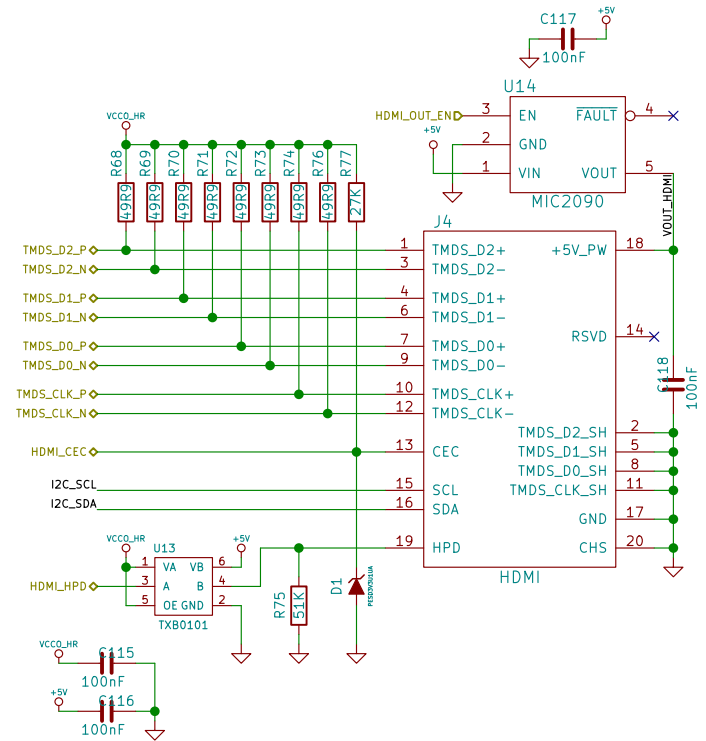 C117
+5V
100nF
U14
HDMI_OUT_EN
3
EN
FAULT
4
+5V
2
GND
1
VIN
VOUT
5
MIC2090
VOUT_HDMI
VCCO_HR
R68
49R9
R69
49R9
R70
49R9
R71
49R9
R72
49R9
R73
49R9
R74
49R9
R76
49R9
R77
27K
J4
TMDS_D2_P
1
TMDS_D2+
+5V_PW
18
TMDS_D2_N
3
TMDS_D2-
TMDS_D1_P
4
TMDS_D1+
TMDS_D1_N
6
TMDS_D1-
RSVD
14
TMDS_D0_P
7
TMDS_D0+
TMDS_D0_N
9
TMDS_D0-
C118
100nF
TMDS_CLK_P
10
TMDS_CLK+
TMDS_CLK_N
12
TMDS_CLK-
TMDS_D2_SH
2
HDMI_CEC
13
CEC
TMDS_D1_SH
5
TMDS_D0_SH
8
I2C_SCL
15
SCL
TMDS_CLK_SH
11
I2C_SDA
16
SDA
GND
17
19
HPD
CHS
20
HDMI
VCCO_HR
U13
+5V
1
VA
VB
6
HDMI_HPD
3
A
B
4
5
OE
GND
2
TXB0101
R75
51K
D1
PESD3V3U1UA
VCCO_HR
C115
100nF
+5V
C116
100nF